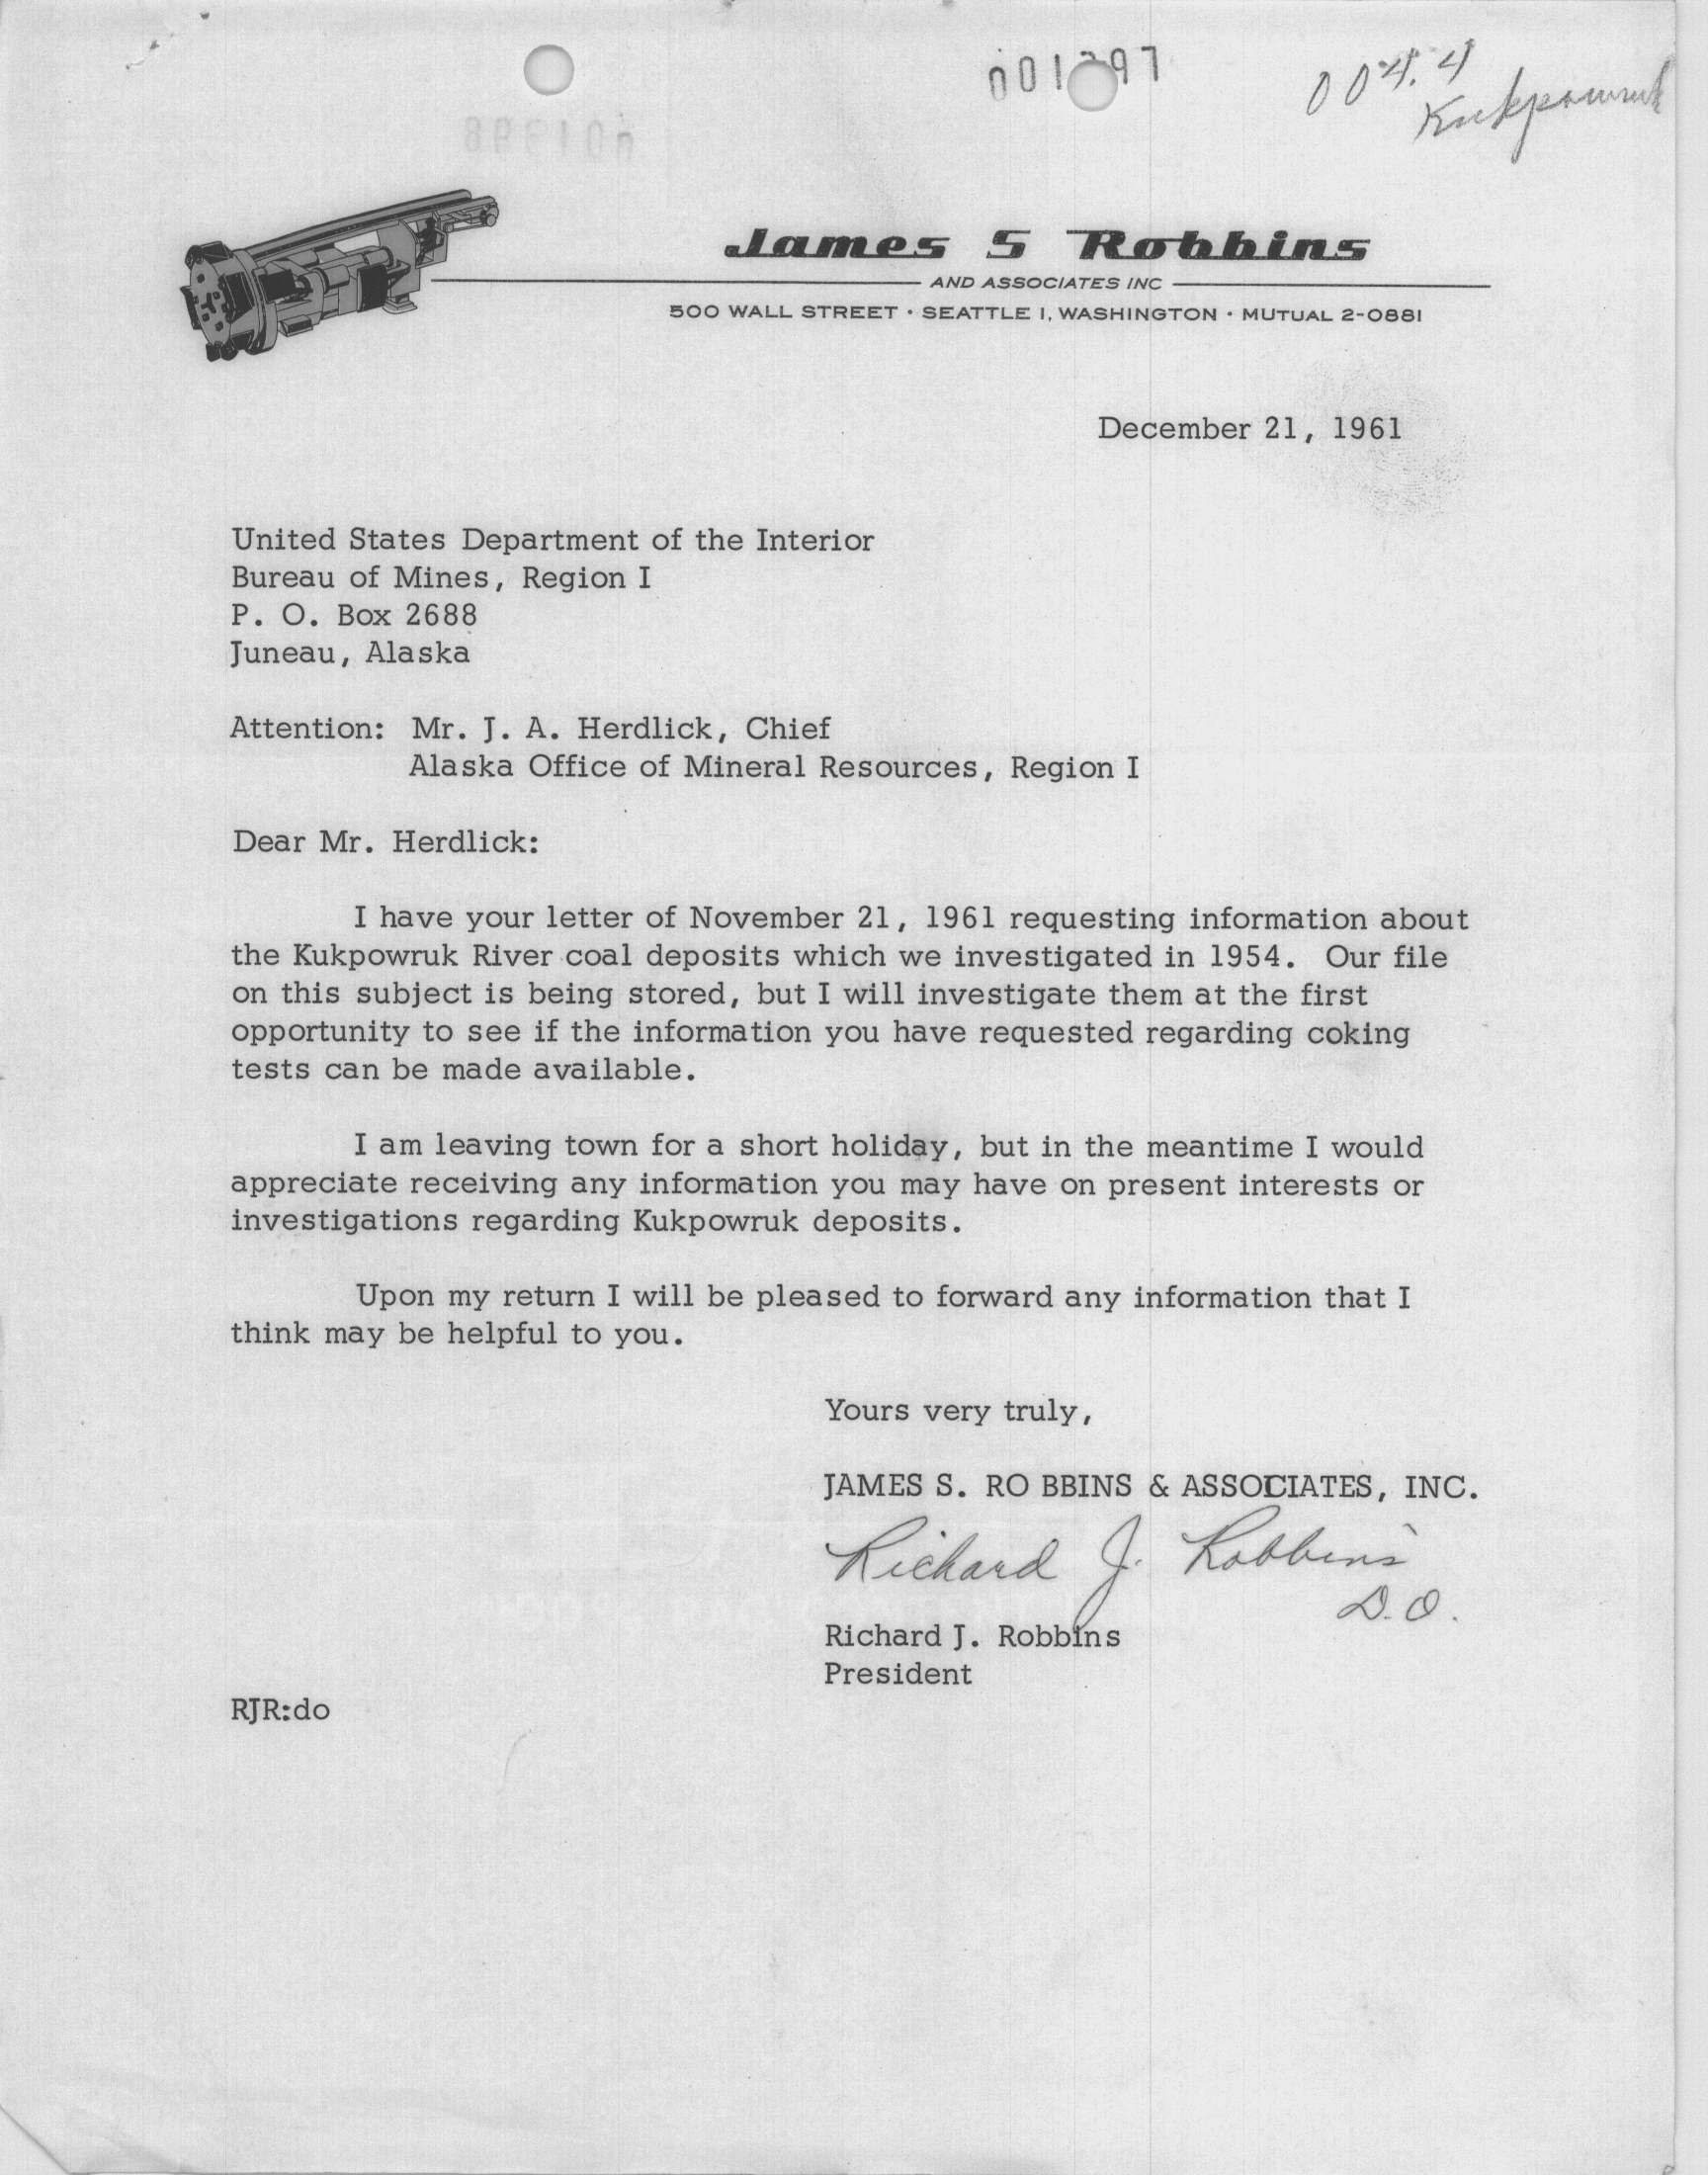 004.4
Kukpowruk
James S Robbins
AND ASSOCIATES INC
500 WALL STREET • SEATTLE 1, WASHINGTON • MUTUAL 2-0881
December 21, 1961
United States Department of the Interior
Bureau of Mines, Region I
P. O. Box 2688
Juneau, Alaska
Attention: Mr. J. A. Herdlick, Chief
Alaska Office of Mineral Resources, Region I
Dear Mr. Herdlick:
I have your letter of November 21, 1961 requesting information about
the Kukpowruk River coal deposits which we investigated in 1954. Our file
on this subject is being stored, but I will investigate them at the first
opportunity to see if the information you have requested regarding coking
tests can be made available.
I am leaving town for a short holiday, but in the meantime I would
appreciate receiving any information you may have on present interests or
investigations regarding Kukpowruk deposits.
Upon my return I will be pleased to forward any information that I
think may be helpful to you.
Yours very truly,
JAMES S. RO BBINS & ASSOCIATES, INC.
Richard J. Robbins
D.O.
Richard J. Robbins
President
RJR:do